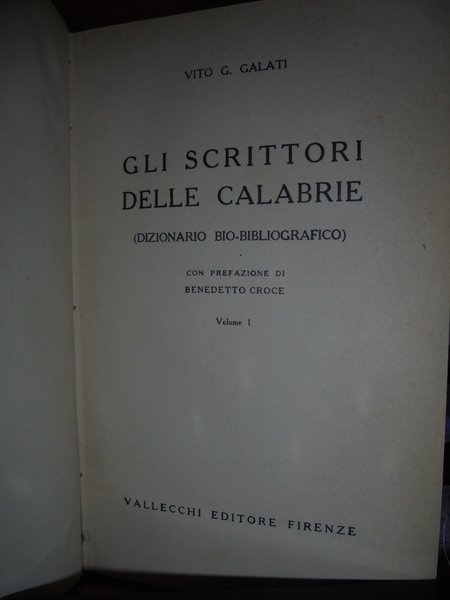 VITO G. GALATI
GLI SCRITTORI
DELLE CALABRIE
(DIZIONARIO BIO-BIBLIOGRAFICO)
CON PREFAZIONE DI
BENEDETTO CROCE
Volume I
VALLECCHI EDITORE FIRENZE